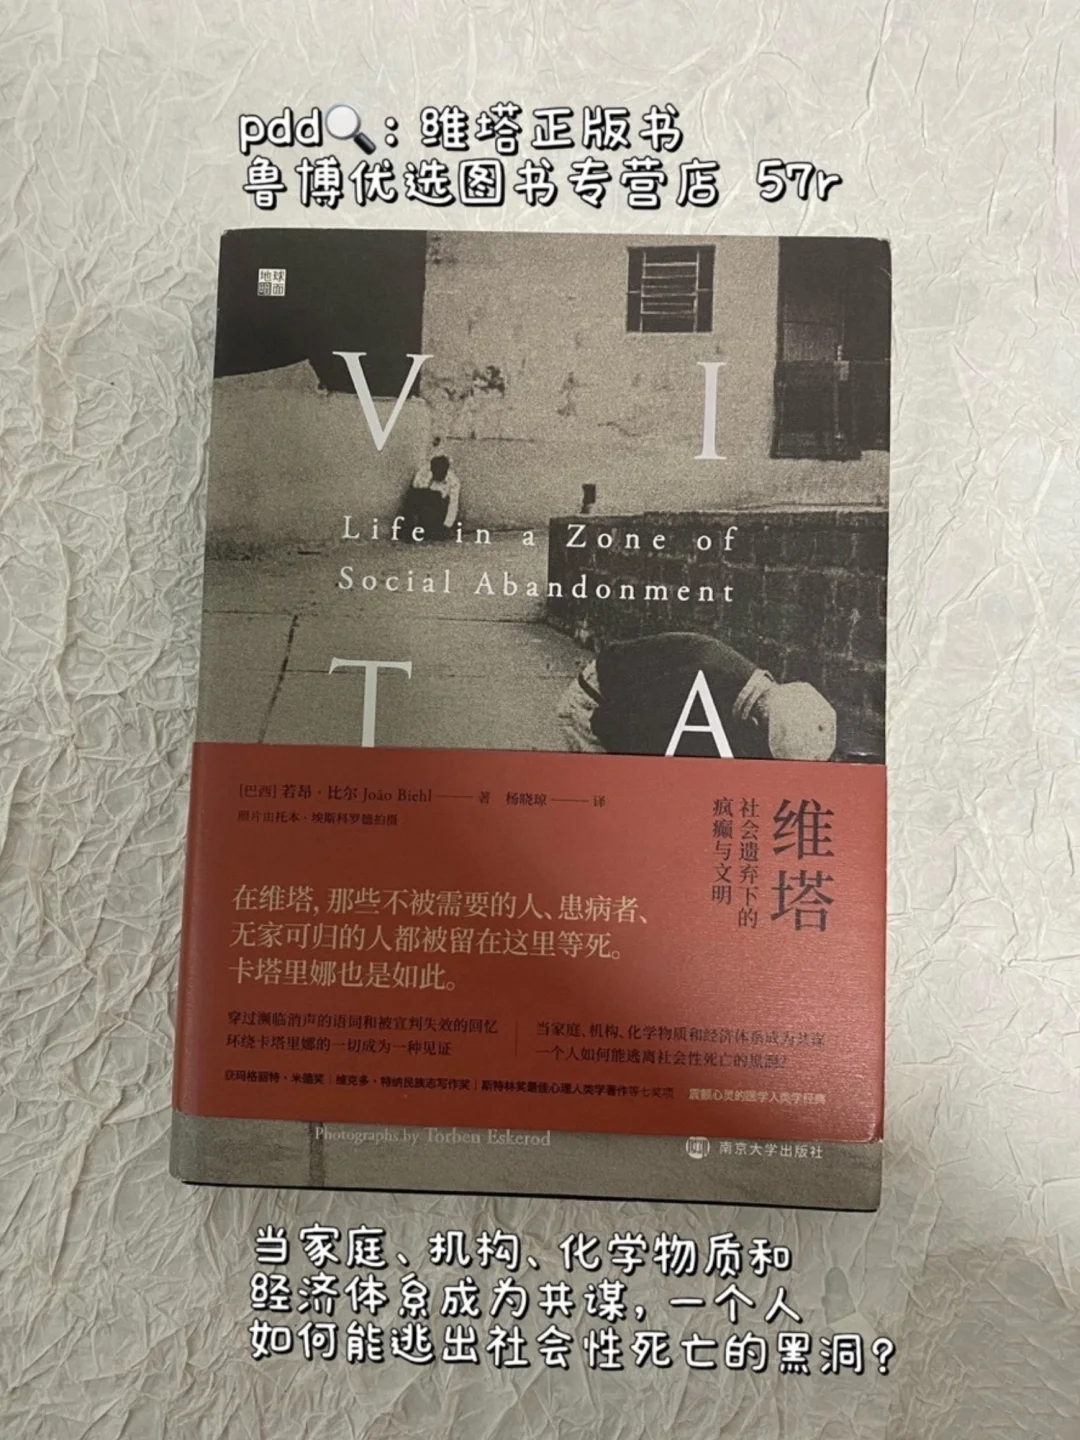 pdd🔍：维塔正版书
鲁博优选图书专营店 57r
地球
明面
V I
Life in a Zone of
Social Abandonment
T A
[巴西] 若昂·比尔 João Biehl——著 杨晓琼——译
照片由托本·埃斯科罗德拍摄
维塔
社会遗弃下的
疯癫与文明
在维塔，那些不被需要的人、患病者、
无家可归的人都被留在这里等死。
卡塔里娜也是如此。
穿过濒临消声的语词和被宣判失效的回忆
环绕卡塔里娜的一切成为一种见证
当家庭、机构、化学物质和经济体系成为共谋
一个人如何能逃离社会性死亡的黑洞？
获玛格丽特·米德奖｜维克多·特纳民族志写作奖｜斯特林奖最佳心理人类学著作等七奖项 震颤心灵的医学人类学经典
Photographs by Torben Eskerod
南京大学出版社
当家庭、机构、化学物质和
经济体系成为共谋，一个人
如何能逃出社会性死亡的黑洞？